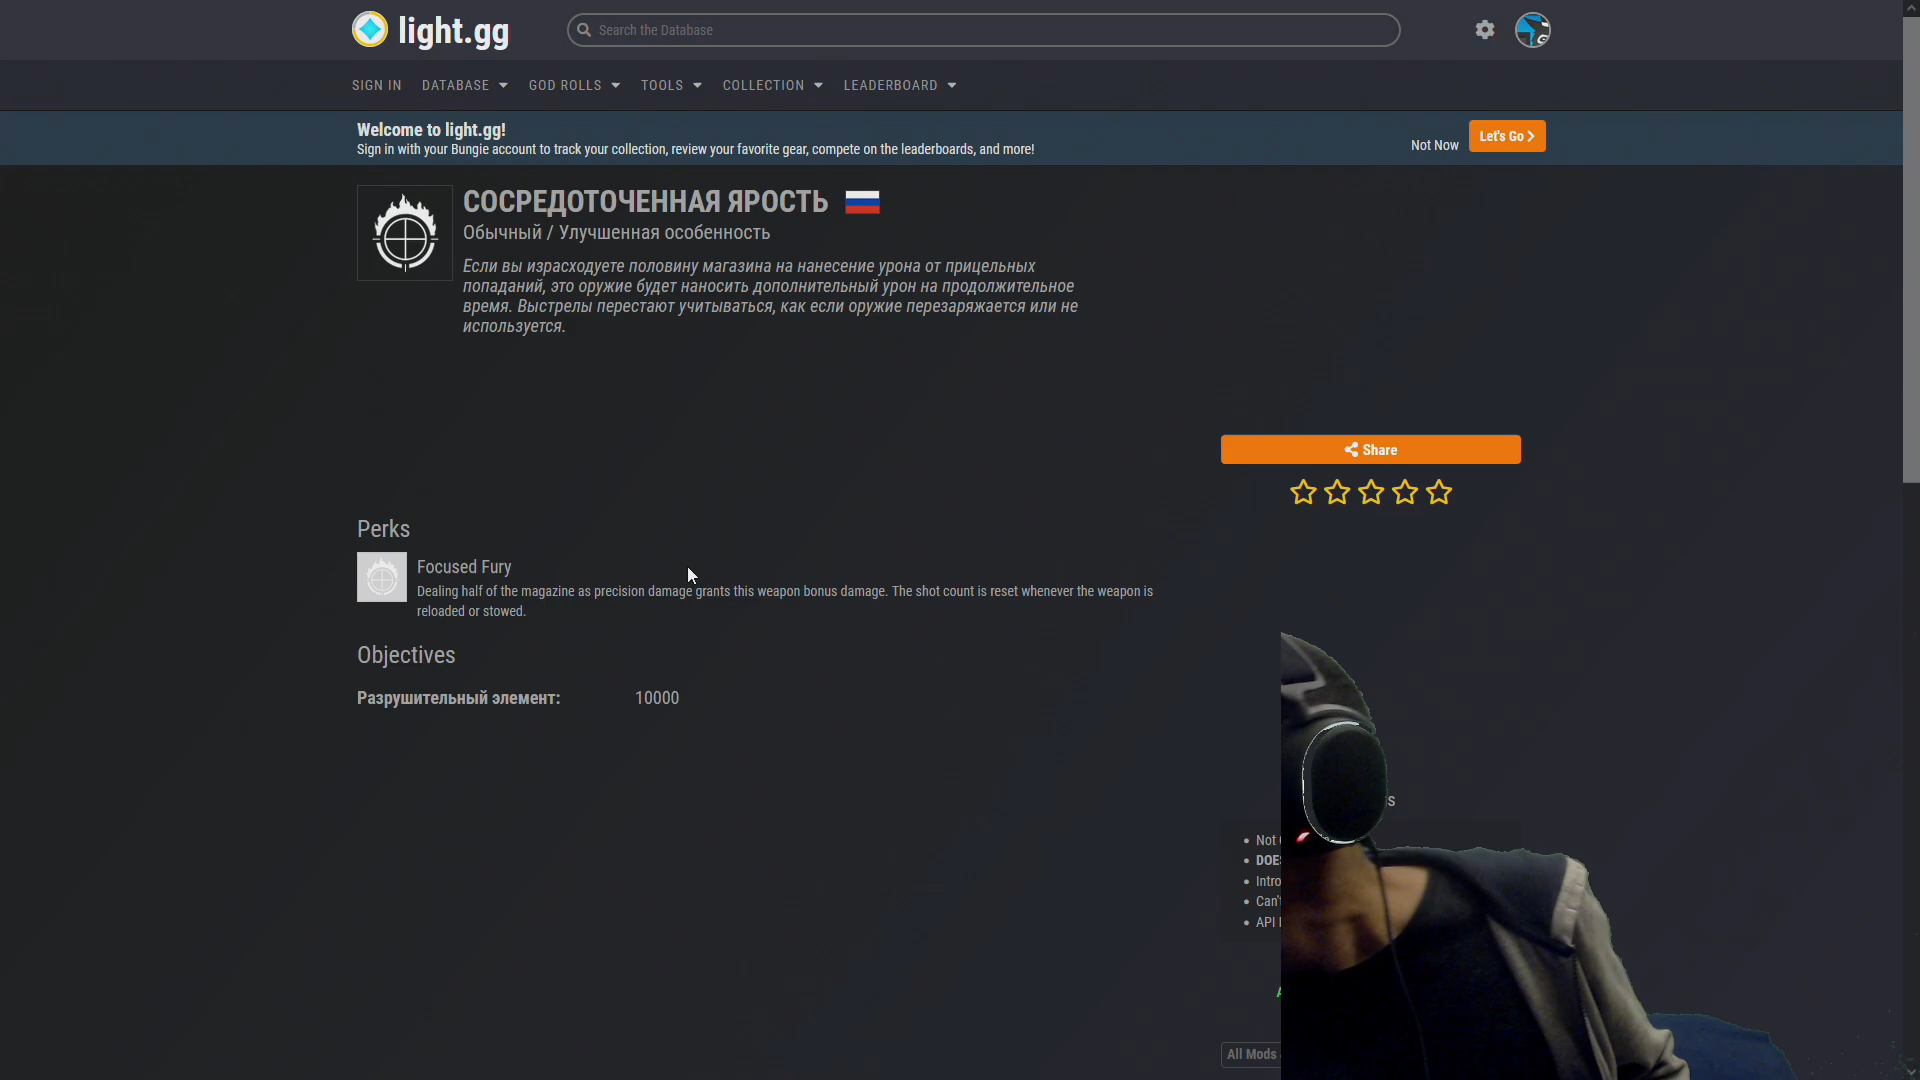 light.gg
Search the Database
SIGN IN
DATABASE
GOD ROLLS
TOOLS
COLLECTION
LEADERBOARD
Welcome to light.gg!
Sign in with your Bungie account to track your collection, review your favorite gear, compete on the leaderboards, and more!
Not Now
Let's Go
СОСРЕДОТОЧЕННАЯ ЯРОСТЬ
Обычный / Улучшенная особенность
Если вы израсходуете половину магазина на нанесение урона от прицельных
попаданий, это оружие будет наносить дополнительный урон на продолжительное
время. Выстрелы перестают учитываться, как если оружие перезаряжается или не
используется.
Share
Perks
Focused Fury
Dealing half of the magazine as precision damage grants this weapon bonus damage. The shot count is reset whenever the weapon is
reloaded or stowed.
Objectives
Разрушительный элемент: 10000
Not
API
All Mods